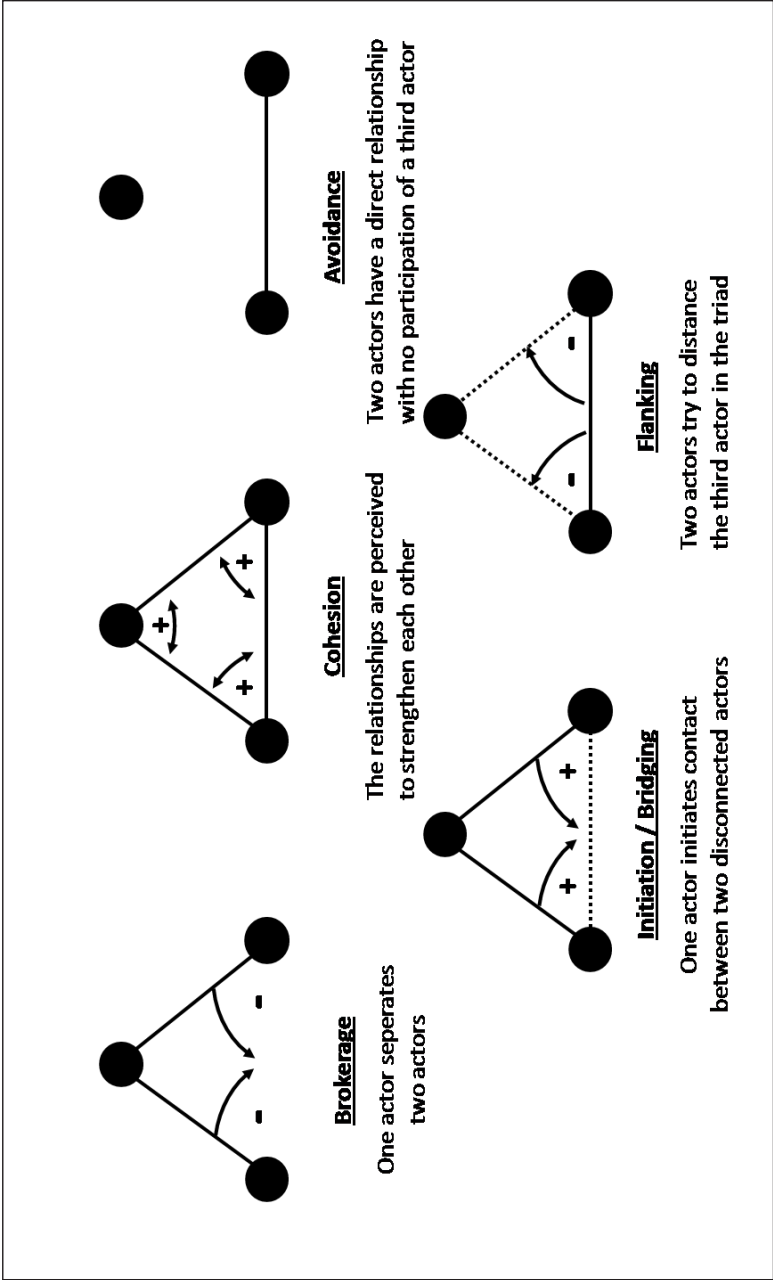 Brokerage
One actor seperates
two actors
+
+
+
Cohesion
The relationships are perceived
to strengthen each other
Avoidance
Two actors have a direct relationship
with no participation of a third actor
-
-
+
+
Initiation / Bridging
One actor initiates contact
between two disconnected actors
-
-
Flanking
Two actors try to distance
the third actor in the triad